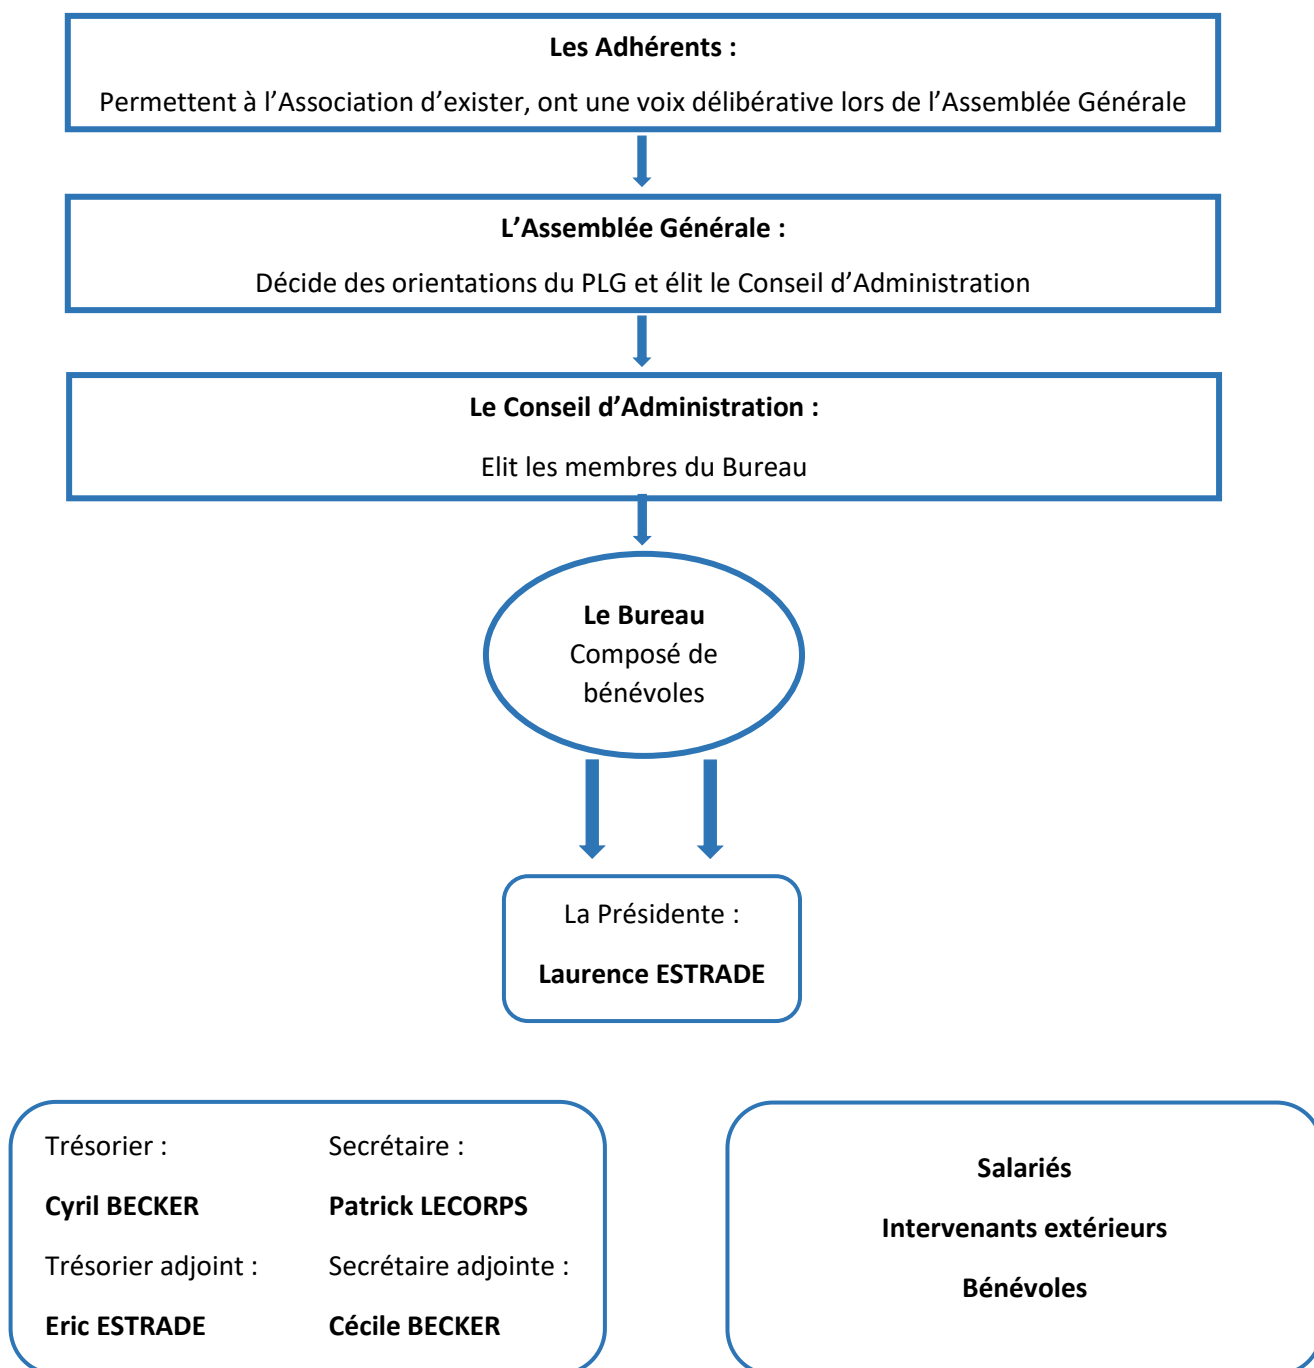 Les Adhérents :
Permettent à l’Association d’exister, ont une voix délibérative lors de l’Assemblée Générale
L’Assemblée Générale :
Décide des orientations du PLG et élit le Conseil d’Administration
Le Conseil d’Administration :
Elit les membres du Bureau
Le Bureau
Composé de
bénévoles
La Présidente :
Laurence ESTRADE
Trésorier :
Cyril BECKER
Trésorier adjoint :
Eric ESTRADE
Secrétaire :
Patrick LECORPS
Secrétaire adjointe :
Cécile BECKER
Salariés
Intervenants extérieurs
Bénévoles